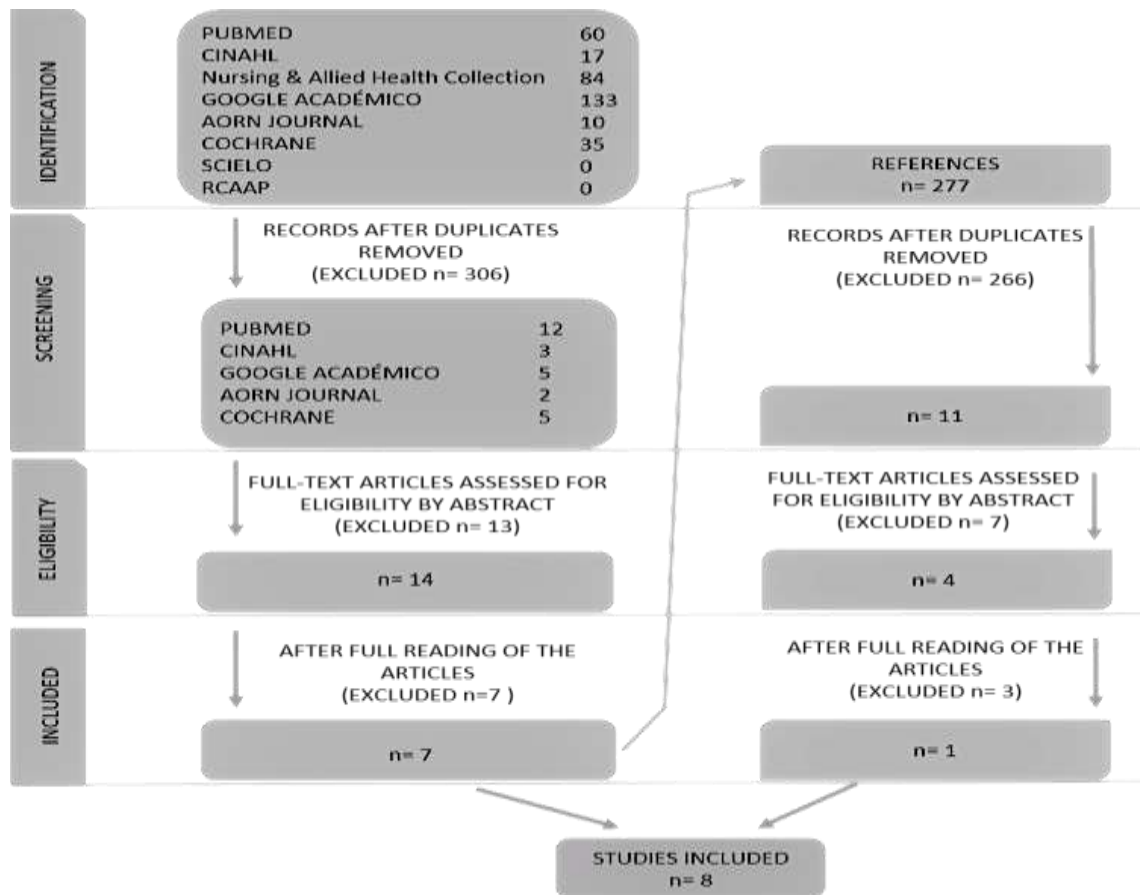 IDENTIFICATION
PUBMED 60
CINAHL 17
Nursing & Allied Health Collection 84
GOOGLE ACADÉMICO 133
AORN JOURNAL 10
COCHRANE 35
SCIELO 0
RCAAP 0
REFERENCES
n= 277
SCREENING
RECORDS AFTER DUPLICATES
REMOVED
(EXCLUDED n= 306)
RECORDS AFTER DUPLICATES
REMOVED
(EXCLUDED n= 266)
PUBMED 12
CINAHL 3
GOOGLE ACADÉMICO 5
AORN JOURNAL 2
COCHRANE 5
n= 11
ELIGIBILITY
FULL-TEXT ARTICLES ASSESSED FOR
ELIGIBILITY BY ABSTRACT
(EXCLUDED n= 13)
FULL-TEXT ARTICLES ASSESSED
FOR ELIGIBILITY BY ABSTRACT
(EXCLUDED n= 7)
n= 14
n= 4
INCLUDED
AFTER FULL READING OF THE
ARTICLES
(EXCLUDED n=7 )
AFTER FULL READING OF THE
ARTICLES
(EXCLUDED n= 3)
n= 7
n= 1
STUDIES INCLUDED
n= 8